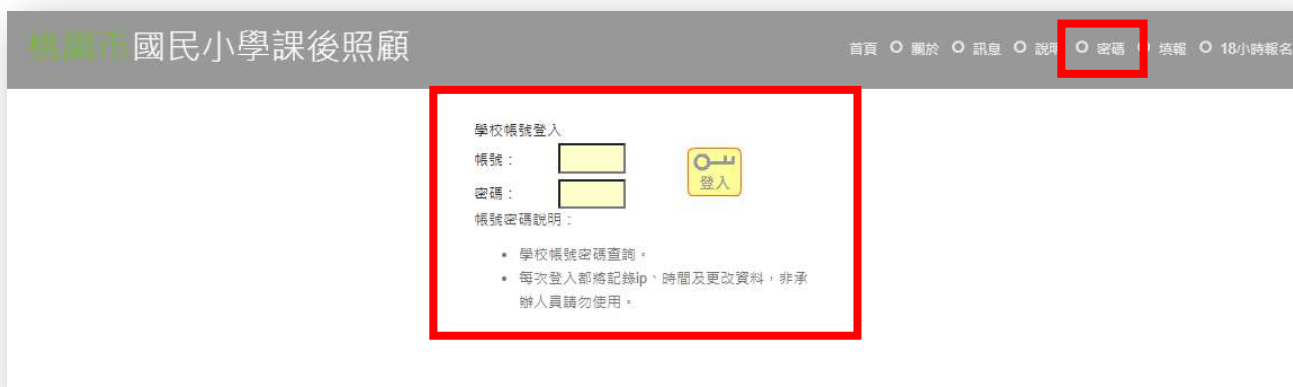 桃園市國民小學課後照顧
首頁 關於 訊息 說明 密碼 填報 18小時報名
學校帳號登入
帳號：
登入
密碼：
帳號密碼說明：
學校帳號密碼查詢。
每次登入都將記錄ip、時間及更改資料，非承
辦人員請勿使用。